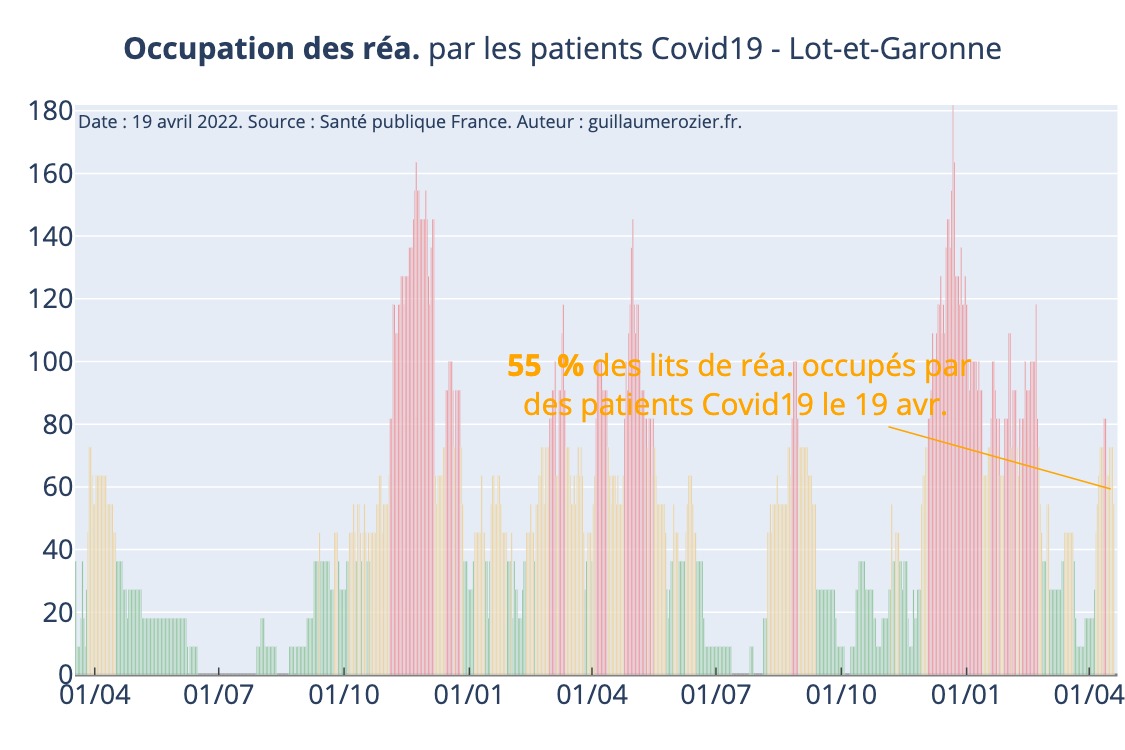 Occupation des réa. par les patients Covid19 - Lot-et-Garonne
180
Date : 19 avril 2022. Source : Santé publique France. Auteur : guillaumerozier.fr.
160
140
120
100
55 % des lits de réa. occupés par
des patients Covid19 le 19 avr.
80
60
40
20
0
01/04 01/07 01/10 01/01 01/04 01/07 01/10 01/01 01/04